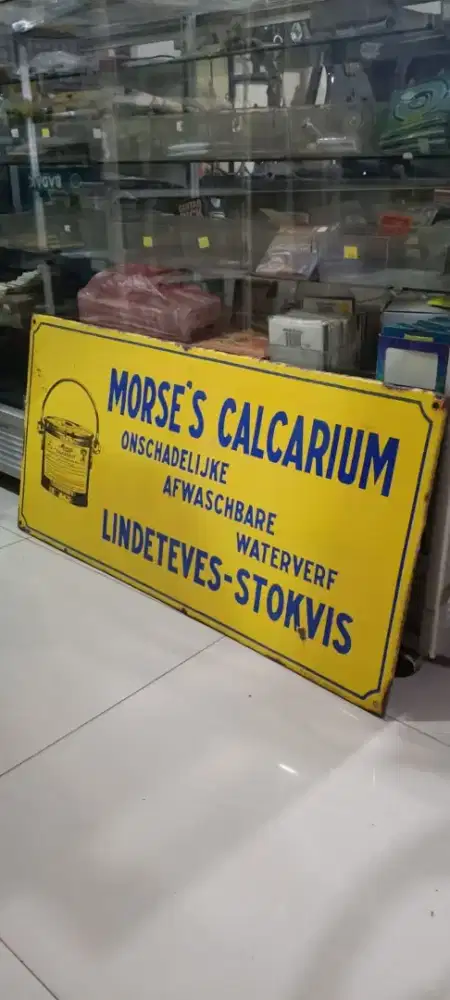 MORSE'S CALCARIUM
ONSCHADELIJKE
AFWASCHBARE
WATERVERF
LINDETEVES-STOKVIS